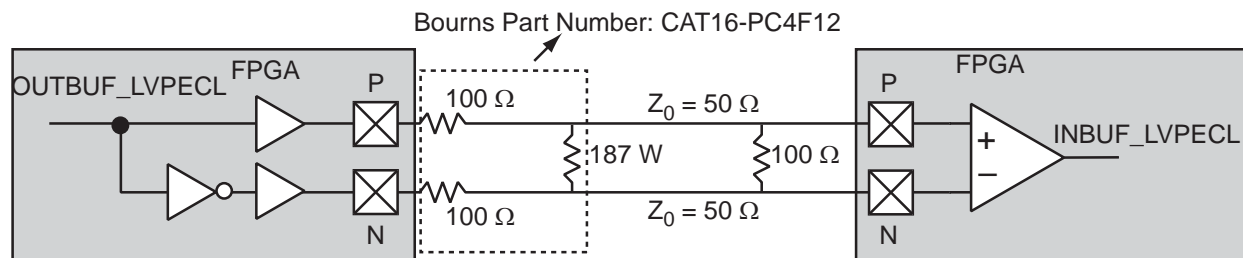 Bourns Part Number: CAT16-PC4F12
OUTBUF_LVPECL
FPGA
P
100 Ω
Z0 = 50 Ω
187 W
100 Ω
100 Ω
Z0 = 50 Ω
N
FPGA
P
+
–
INBUF_LVPECL
N